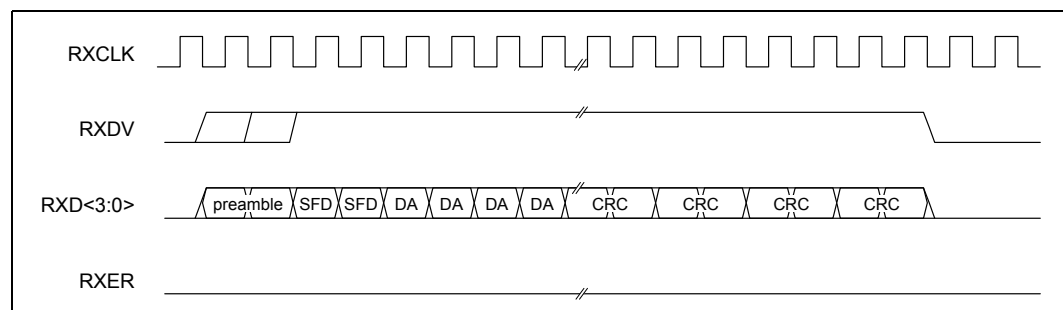 RXCLK
RXDV
RXD<3:0>
preamble SFD SFD DA DA DA DA CRC CRC CRC CRC
RXER